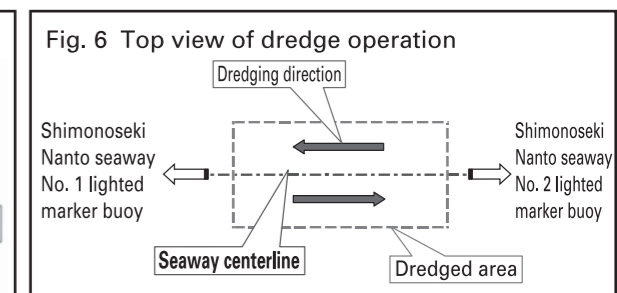 Fig. 6 Top view of dredge operation
Dredging direction
Shimonoseki
Nanto seaway
No. 1 lighted
marker buoy
Shimonoseki
Nanto seaway
No. 2 lighted
marker buoy
Seaway centerline
Dredged area